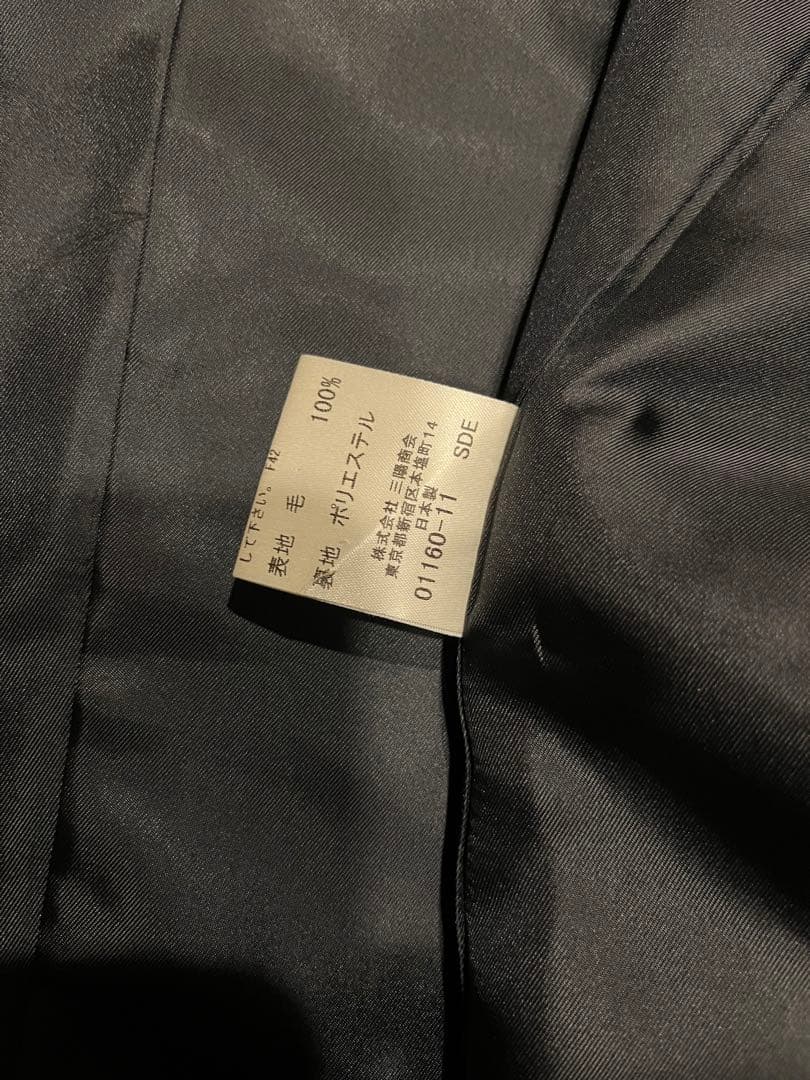 して下さい。 F42
表地 毛 100%
裏地 ポリエステル
株式会社 三陽商会
東京都新宿区本塩町14
日本製
01160-11 SDE